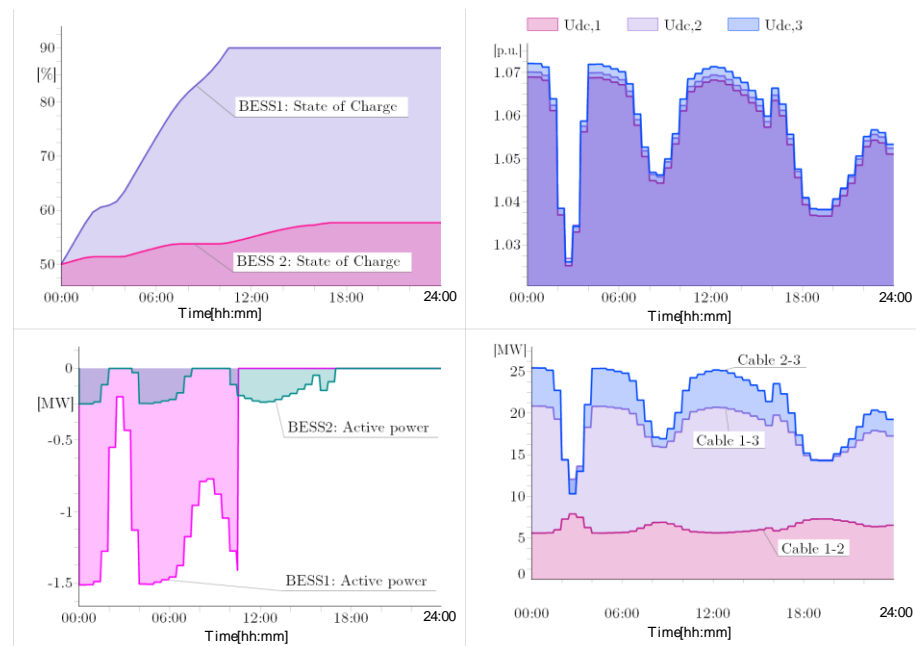 90
[%]
80
70
60
50
BESS1: State of Charge
BESS 2: State of Charge
00:00 06:00 12:00 18:00 24:00
Time[hh:mm]
Udc,1 Udc,2 Udc,3
[p.u.]
1.07
1.06
1.05
1.04
1.03
00:00 06:00 12:00 18:00 24:00
Time[hh:mm]
0
[MW]
-0.5
-1
-1.5
BESS2: Active power
BESS1: Active power
00:00 06:00 12:00 18:00 24:00
Time[hh:mm]
[MW]
25
20
15
10
5
0
Cable 2-3
Cable 1-3
Cable 1-2
00:00 06:00 12:00 18:00 24:00
Time[hh:mm]